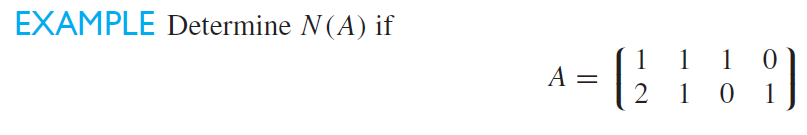 EXAMPLE Determine N(A) if
A = [1 1 1 0
2 1 0 1]